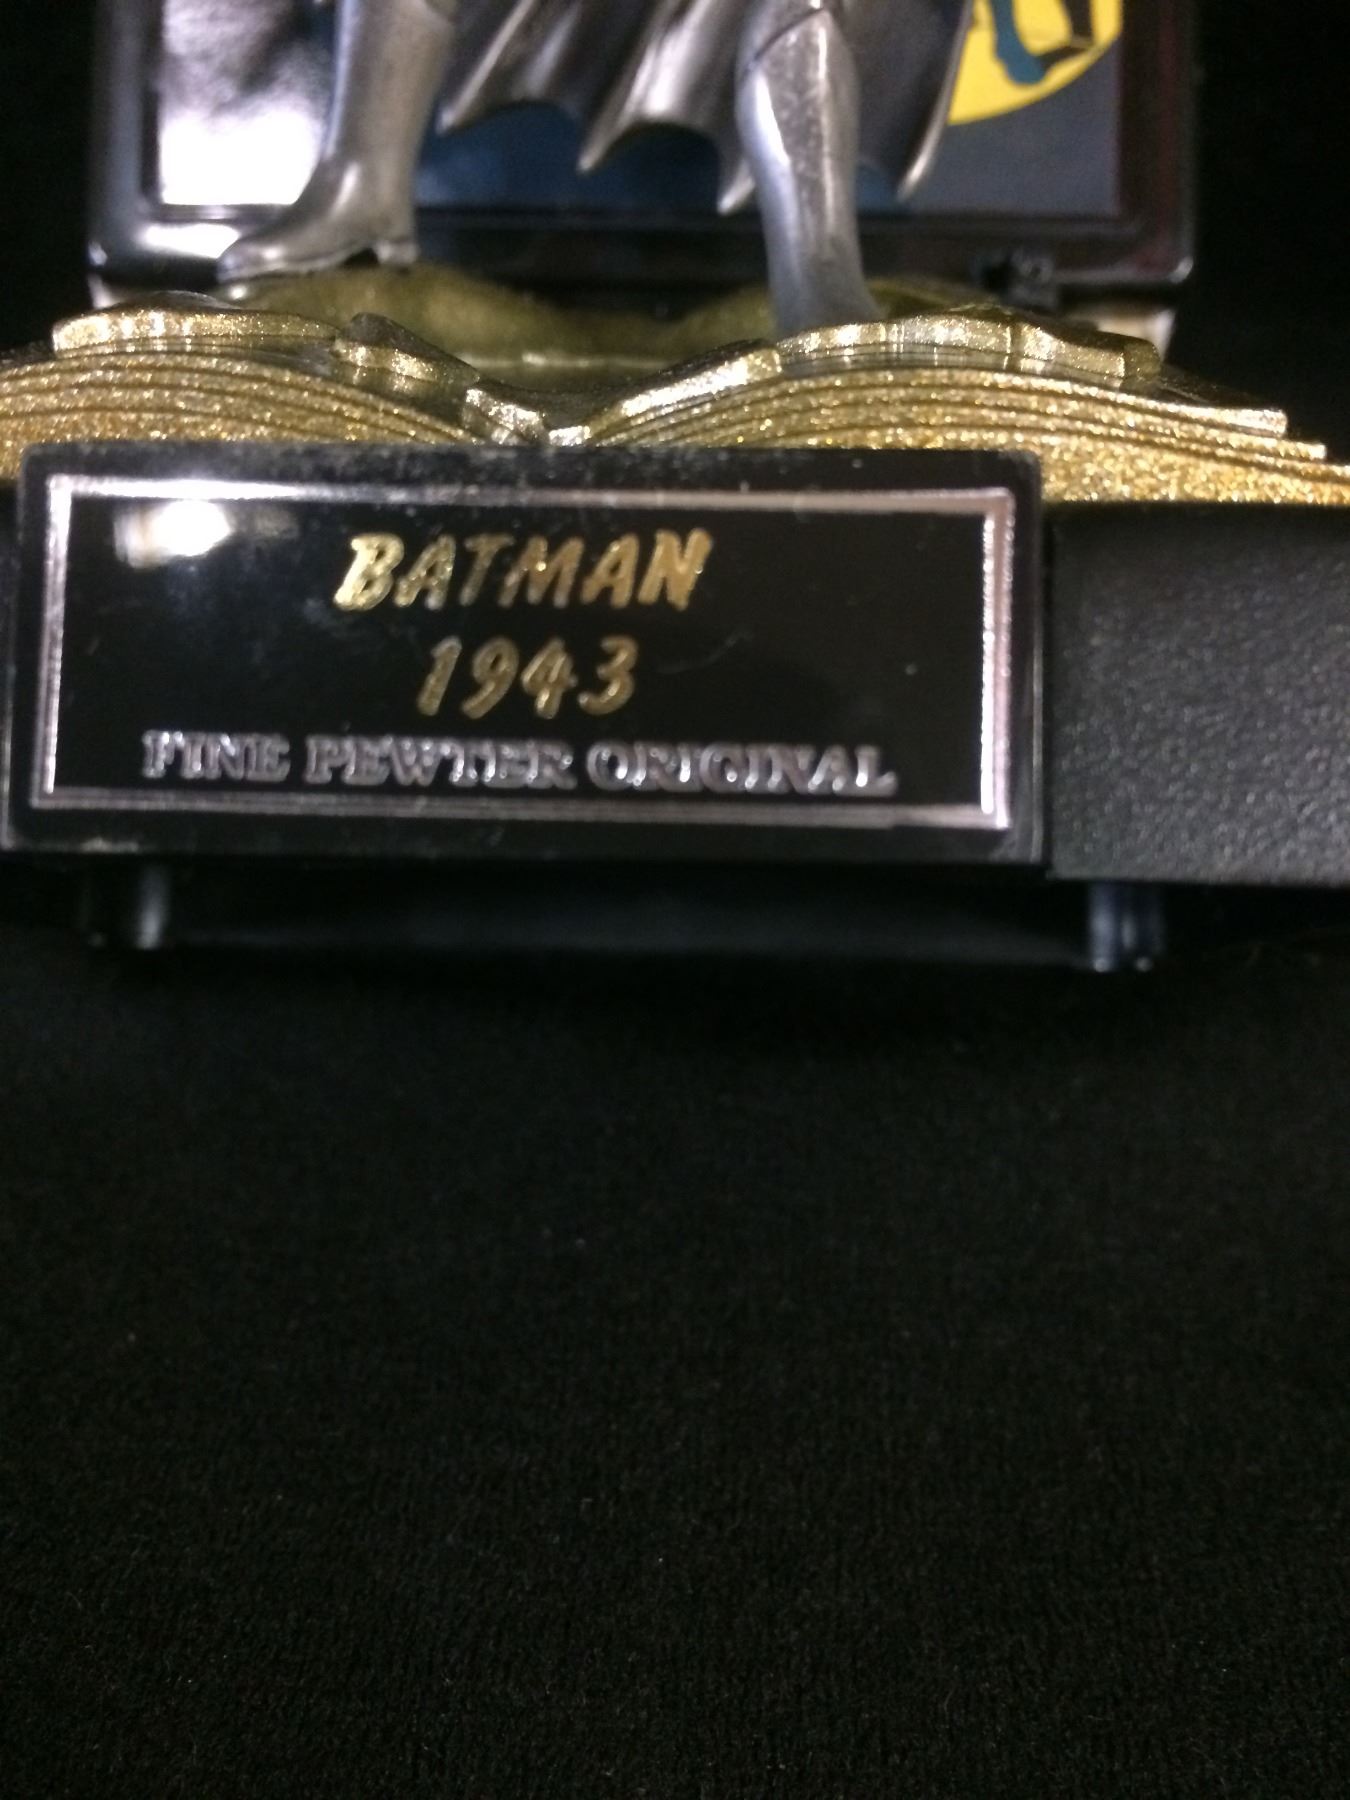 BATMAN
1943
FINE PEWTER ORIGINAL